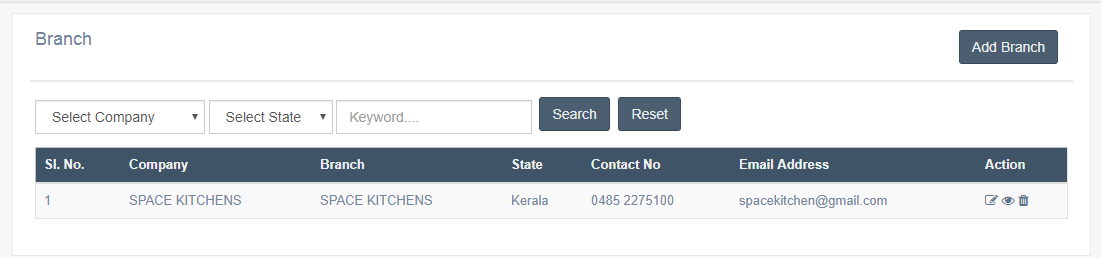 Branch
Add Branch
Select Company Select State Keyword.... Search Reset
Sl. No. Company Branch State Contact No Email Address Action
1 SPACE KITCHENS SPACE KITCHENS Kerala 0485 2275100 spacekitchen@gmail.com